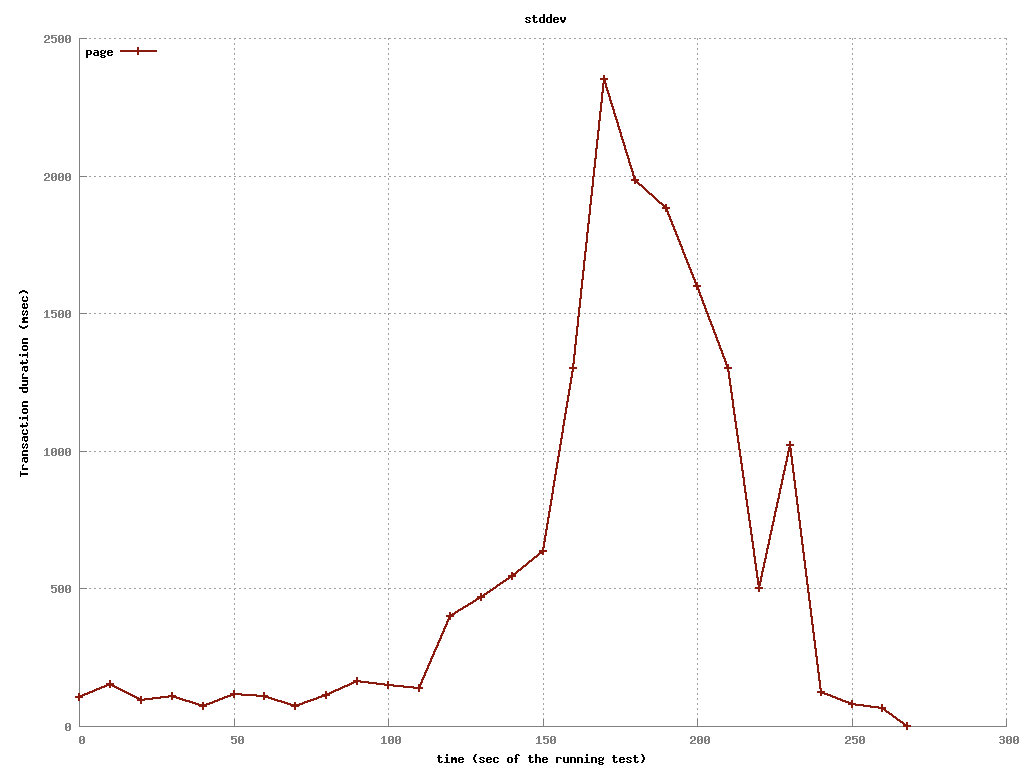 stddev
2500
page
2000
1500
Transaction duration (msec)
1000
500
0
0 50 100 150 200 250 300
time (sec of the running test)